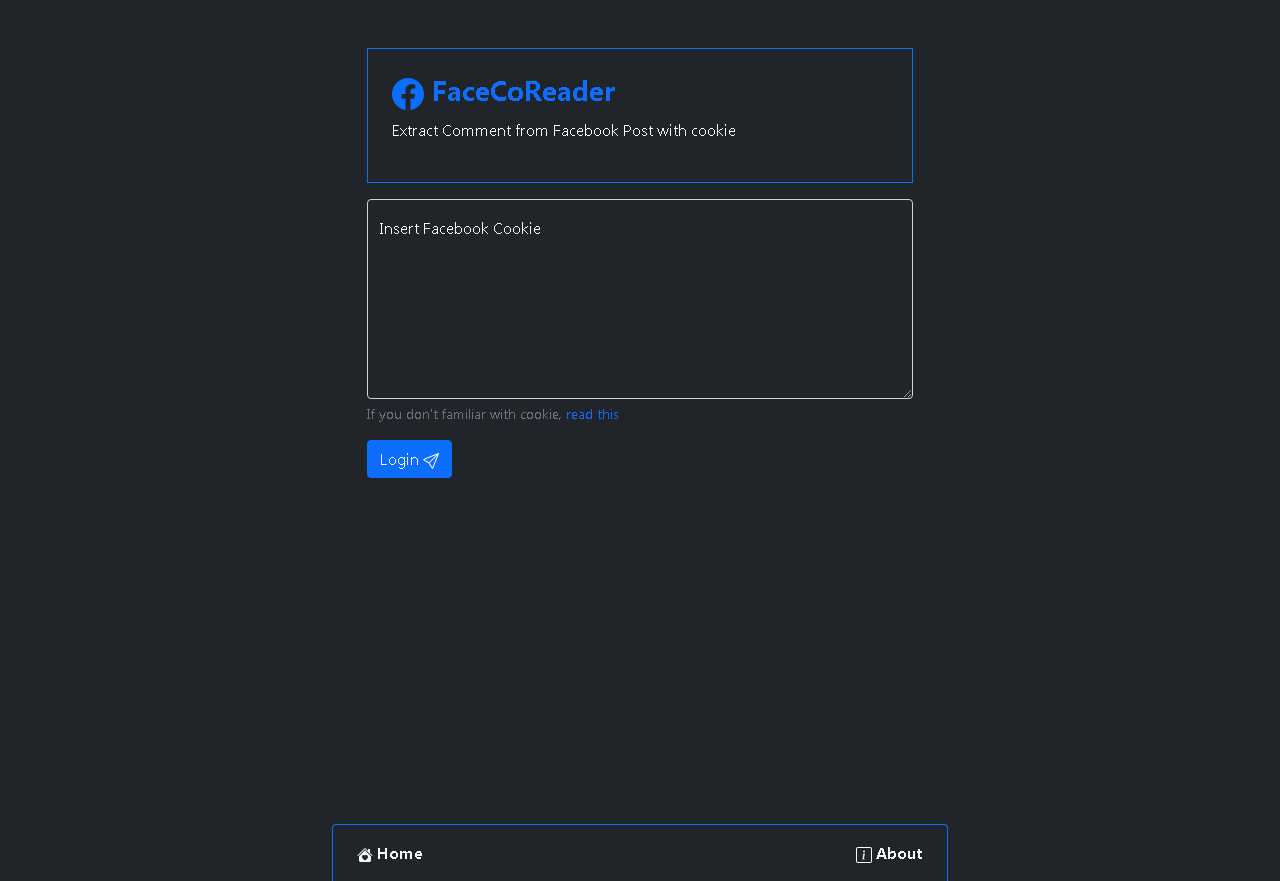 FaceCoReader
Extract Comment from Facebook Post with cookie
Insert Facebook Cookie
If you don't familiar with cookie, read this
Login
Home
About